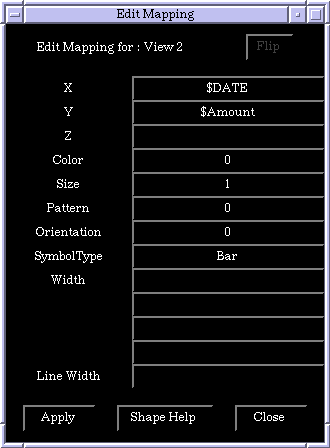 Edit Mapping
Edit Mapping for : View 2 Flip
X $DATE
Y $Amount
Z
Color 0
Size 1
Pattern 0
Orientation 0
SymbolType Bar
Width
Line Width
Apply Shape Help Close